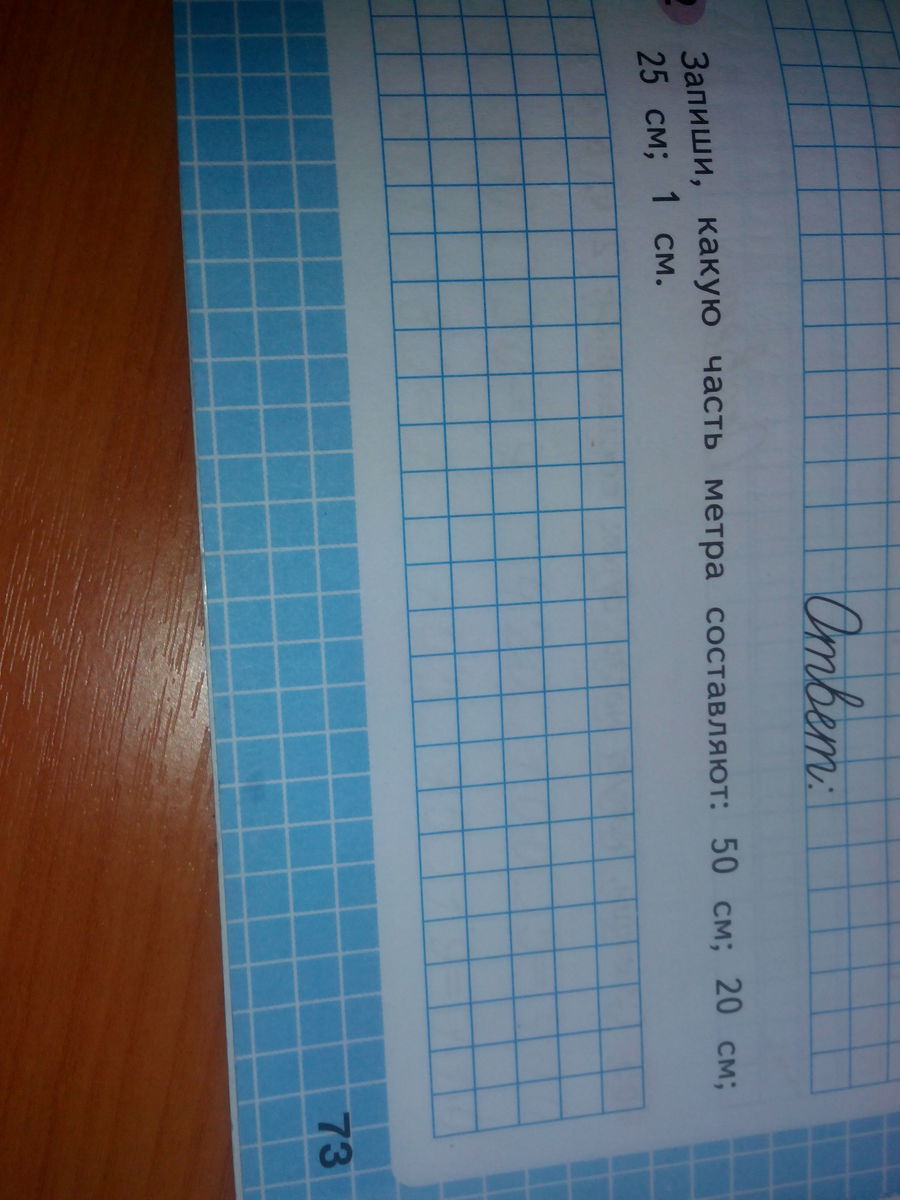 Ответ:
Запиши, какую часть метра составляют: 50 см; 20 см;
25 см; 1 см.
73